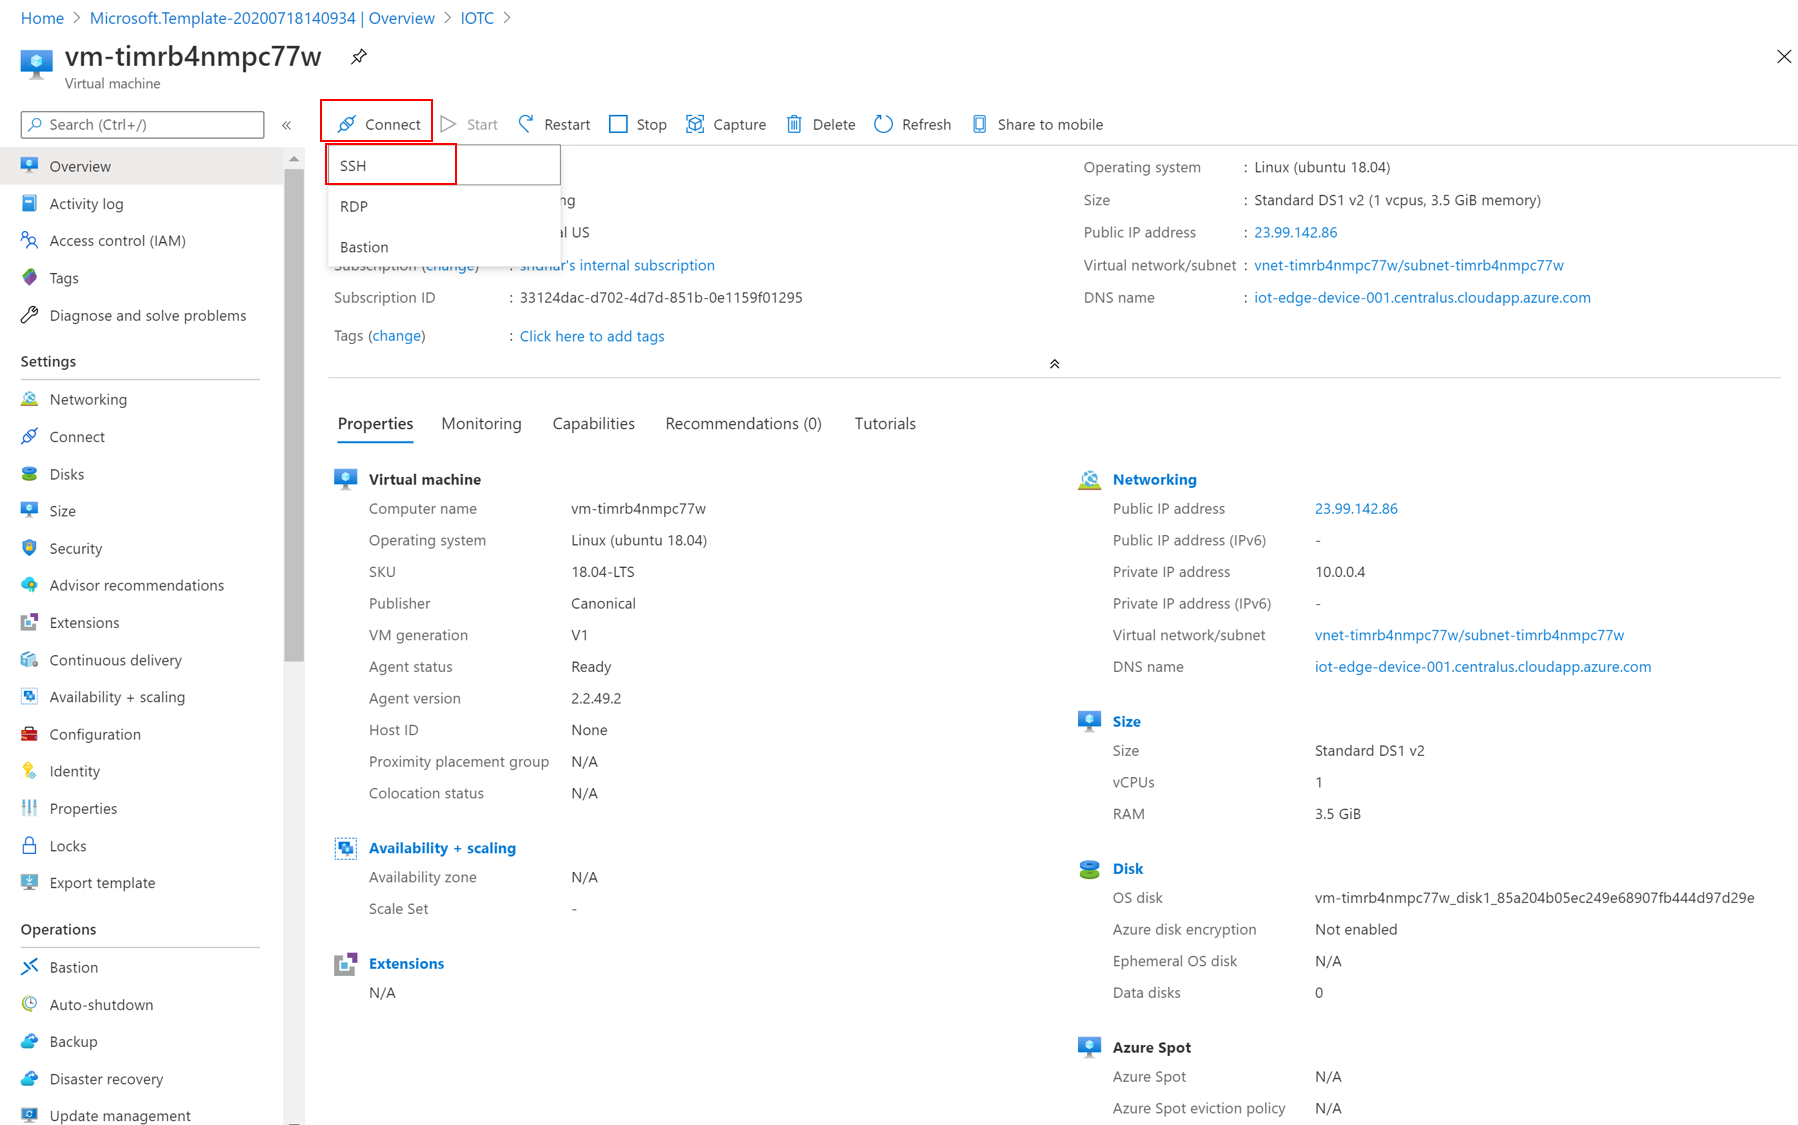 Home > Microsoft.Template-20200718140934 | Overview > IOTC >
vm-timrb4nmpc77w
Virtual machine
Search (Ctrl+/)
«
Connect
Start
Restart
Stop
Capture
Delete
Refresh
Share to mobile
SSH
RDP
Bastion
Overview
Activity log
Access control (IAM)
Tags
Diagnose and solve problems
Settings
Networking
Connect
Disks
Size
Security
Advisor recommendations
Extensions
Continuous delivery
Availability + scaling
Configuration
Identity
Properties
Locks
Export template
Operations
Bastion
Auto-shutdown
Backup
Disaster recovery
Update management
ng
US
Subscription (change) : sridhar's internal subscription
Subscription ID : 33124dac-d702-4d7d-851b-0e1159f01295
Tags (change) : Click here to add tags
Operating system : Linux (ubuntu 18.04)
Size : Standard DS1 v2 (1 vcpus, 3.5 GiB memory)
Public IP address : 23.99.142.86
Virtual network/subnet : vnet-timrb4nmpc77w/subnet-timrb4nmpc77w
DNS name : iot-edge-device-001.centralus.cloudapp.azure.com
Properties Monitoring Capabilities Recommendations (0) Tutorials
Virtual machine
Computer name vm-timrb4nmpc77w
Operating system Linux (ubuntu 18.04)
SKU 18.04-LTS
Publisher Canonical
VM generation V1
Agent status Ready
Agent version 2.2.49.2
Host ID None
Proximity placement group N/A
Colocation status N/A
Availability + scaling
Availability zone N/A
Scale Set -
Extensions
N/A
Networking
Public IP address 23.99.142.86
Public IP address (IPv6) -
Private IP address 10.0.0.4
Private IP address (IPv6) -
Virtual network/subnet vnet-timrb4nmpc77w/subnet-timrb4nmpc77w
DNS name iot-edge-device-001.centralus.cloudapp.azure.com
Size
Size Standard DS1 v2
vCPUs 1
RAM 3.5 GiB
Disk
OS disk vm-timrb4nmpc77w_disk1_85a204b05ec249e68907fb444d97d29e
Azure disk encryption Not enabled
Ephemeral OS disk N/A
Data disks 0
Azure Spot
Azure Spot N/A
Azure Spot eviction policy N/A